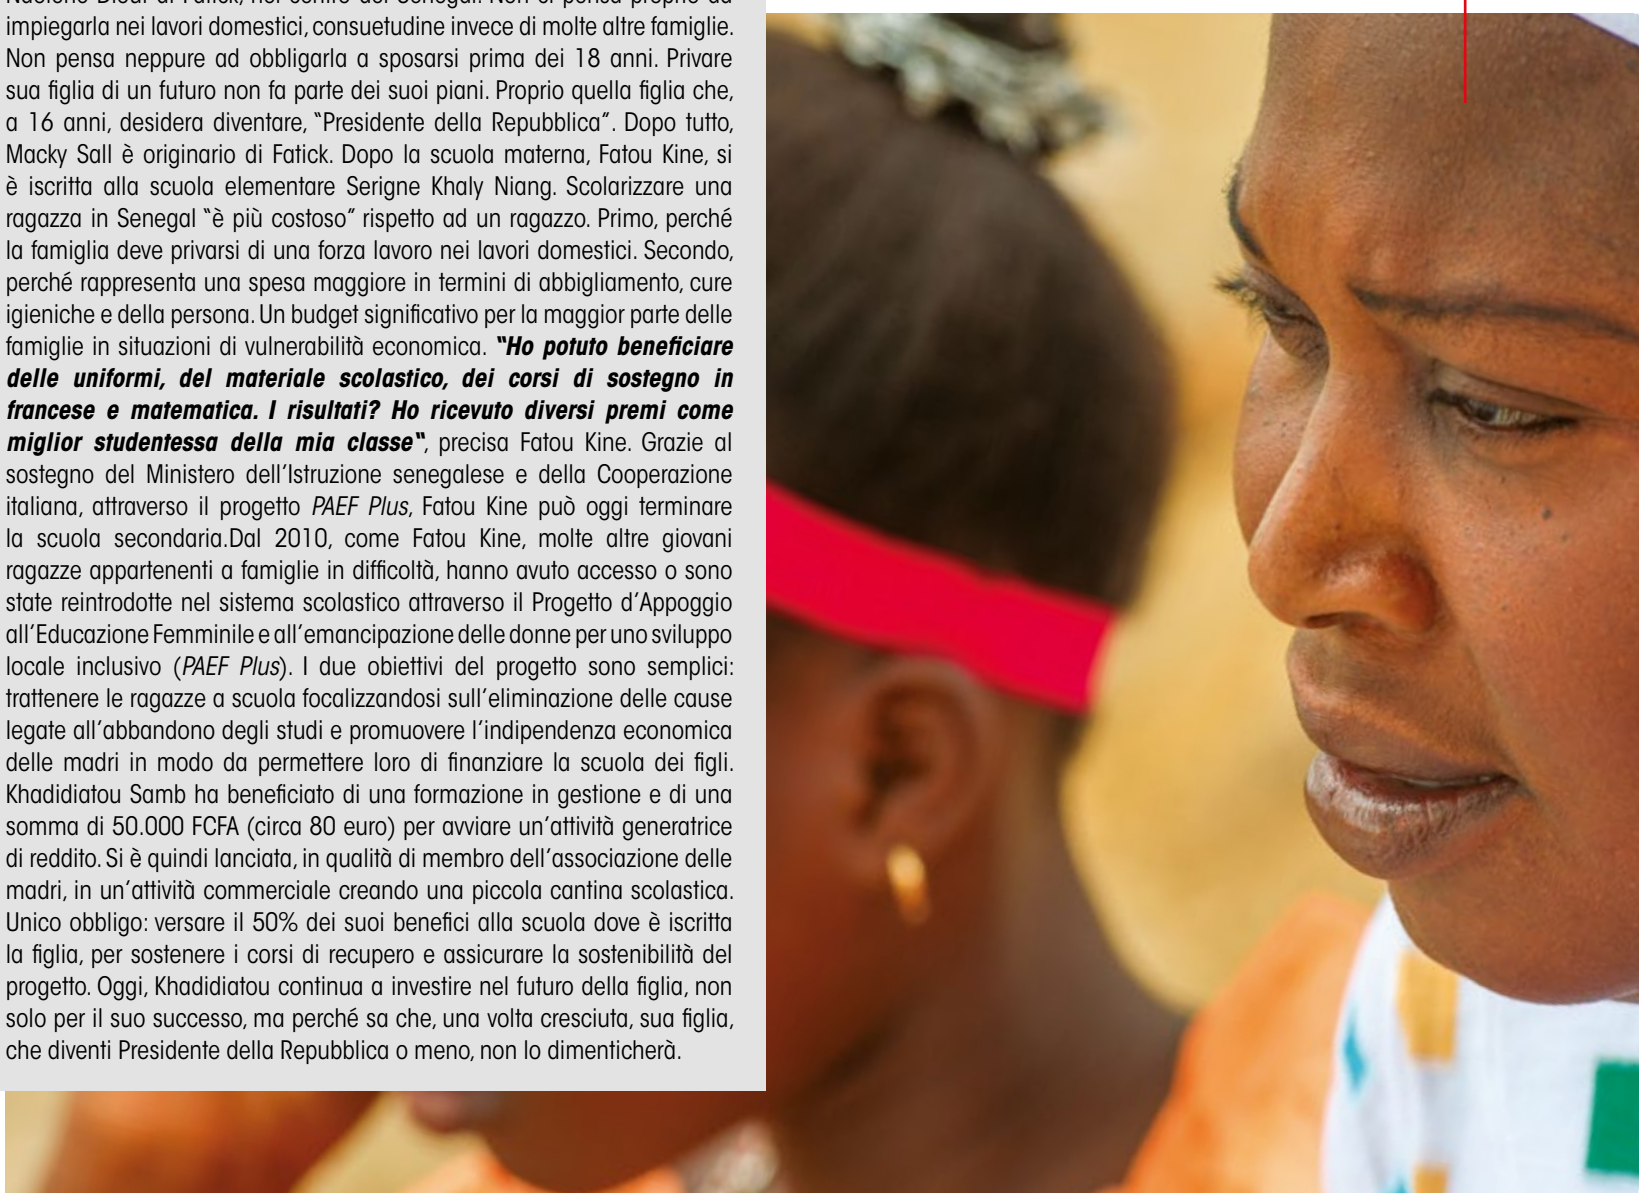 impiegarla nei lavori domestici, consuetudine invece di molte altre famiglie.
Non pensa neppure ad obbligarla a sposarsi prima dei 18 anni. Privare
sua figlia di un futuro non fa parte dei suoi piani. Proprio quella figlia che,
a 16 anni, desidera diventare, “Presidente della Repubblica”. Dopo tutto,
Macky Sall è originario di Fatick. Dopo la scuola materna, Fatou Kine, si
è iscritta alla scuola elementare Serigne Khaly Niang. Scolarizzare una
ragazza in Senegal “è più costoso” rispetto ad un ragazzo. Primo, perché
la famiglia deve privarsi di una forza lavoro nei lavori domestici. Secondo,
perché rappresenta una spesa maggiore in termini di abbigliamento, cure
igieniche e della persona. Un budget significativo per la maggior parte delle
famiglie in situazioni di vulnerabilità economica. “Ho potuto beneficiare
delle uniformi, del materiale scolastico, dei corsi di sostegno in
francese e matematica. I risultati? Ho ricevuto diversi premi come
miglior studentessa della mia classe“, precisa Fatou Kine. Grazie al
sostegno del Ministero dell’Istruzione senegalese e della Cooperazione
italiana, attraverso il progetto PAEF Plus, Fatou Kine può oggi terminare
la scuola secondaria.Dal 2010, come Fatou Kine, molte altre giovani
ragazze appartenenti a famiglie in difficoltà, hanno avuto accesso o sono
state reintrodotte nel sistema scolastico attraverso il Progetto d’Appoggio
all’Educazione Femminile e all’emancipazione delle donne per uno sviluppo
locale inclusivo (PAEF Plus). I due obiettivi del progetto sono semplici:
trattenere le ragazze a scuola focalizzandosi sull’eliminazione delle cause
legate all’abbandono degli studi e promuovere l’indipendenza economica
delle madri in modo da permettere loro di finanziare la scuola dei figli.
Khadidiatou Samb ha beneficiato di una formazione in gestione e di una
somma di 50.000 FCFA (circa 80 euro) per avviare un’attività generatrice
di reddito. Si è quindi lanciata, in qualità di membro dell’associazione delle
madri, in un’attività commerciale creando una piccola cantina scolastica.
Unico obbligo: versare il 50% dei suoi benefici alla scuola dove è iscritta
la figlia, per sostenere i corsi di recupero e assicurare la sostenibilità del
progetto. Oggi, Khadidiatou continua a investire nel futuro della figlia, non
solo per il suo successo, ma perché sa che, una volta cresciuta, sua figlia,
che diventi Presidente della Repubblica o meno, non lo dimenticherà.